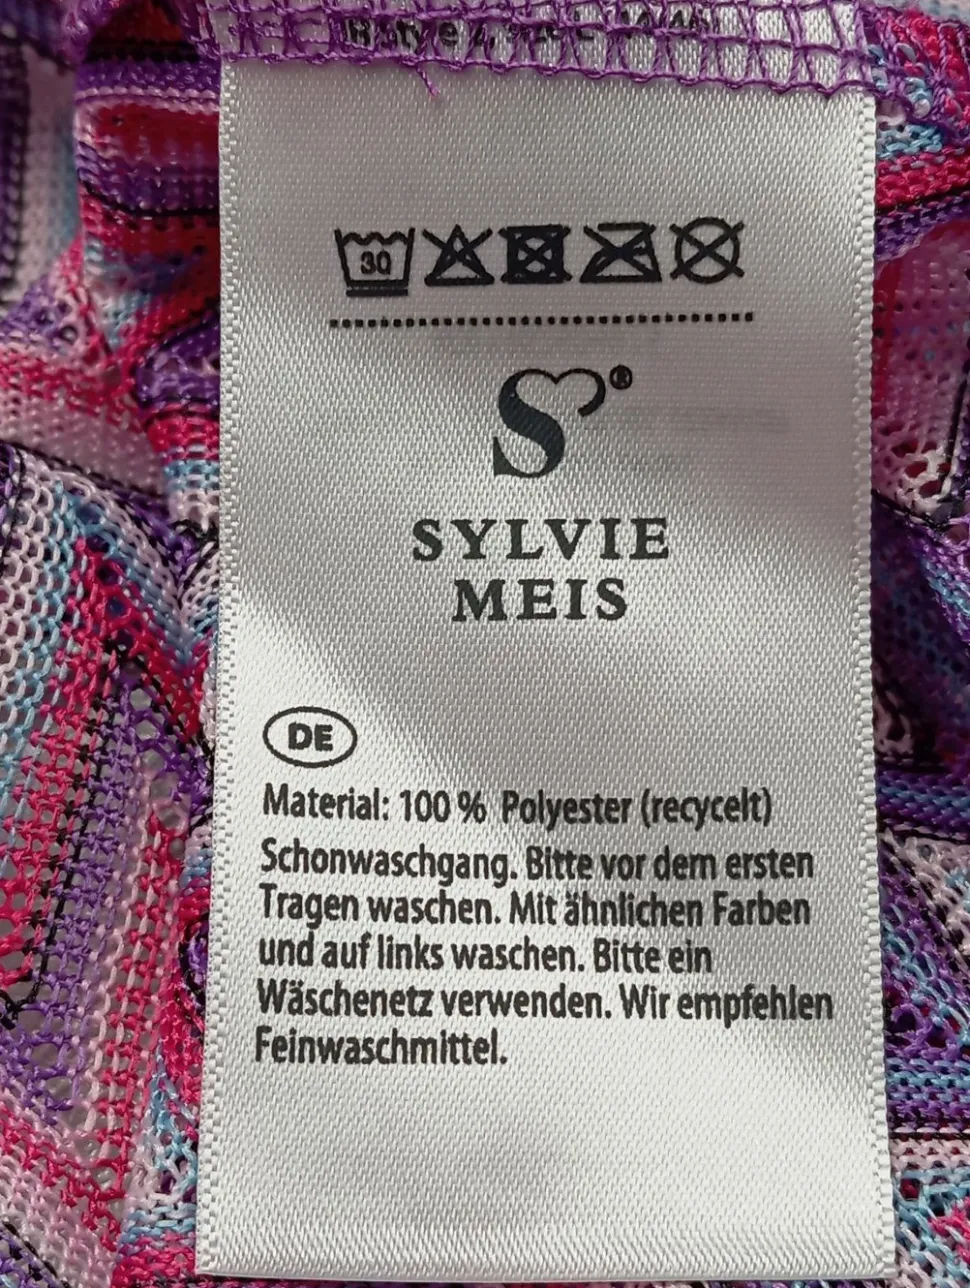 30
S®
SYLVIE
MEIS
DE
Material: 100 % Polyester (recycelt)
Schonwaschgang. Bitte vor dem ersten
Tragen waschen. Mit ähnlichen Farben
und auf links waschen. Bitte ein
Wäschenetz verwenden. Wir empfehlen
Feinwaschmittel.